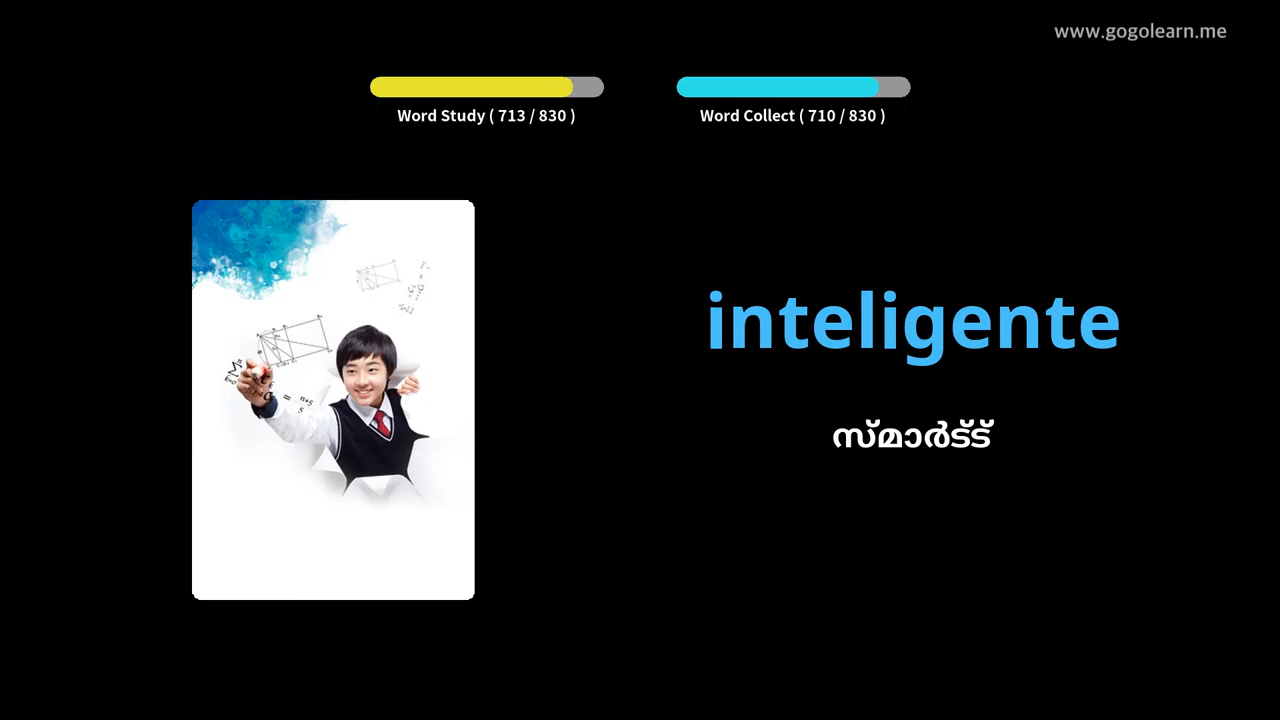 www.gogolearn.me
Word Study ( 713 / 830 )
Word Collect ( 710 / 830 )
inteligente
സ്മാർട്ട്